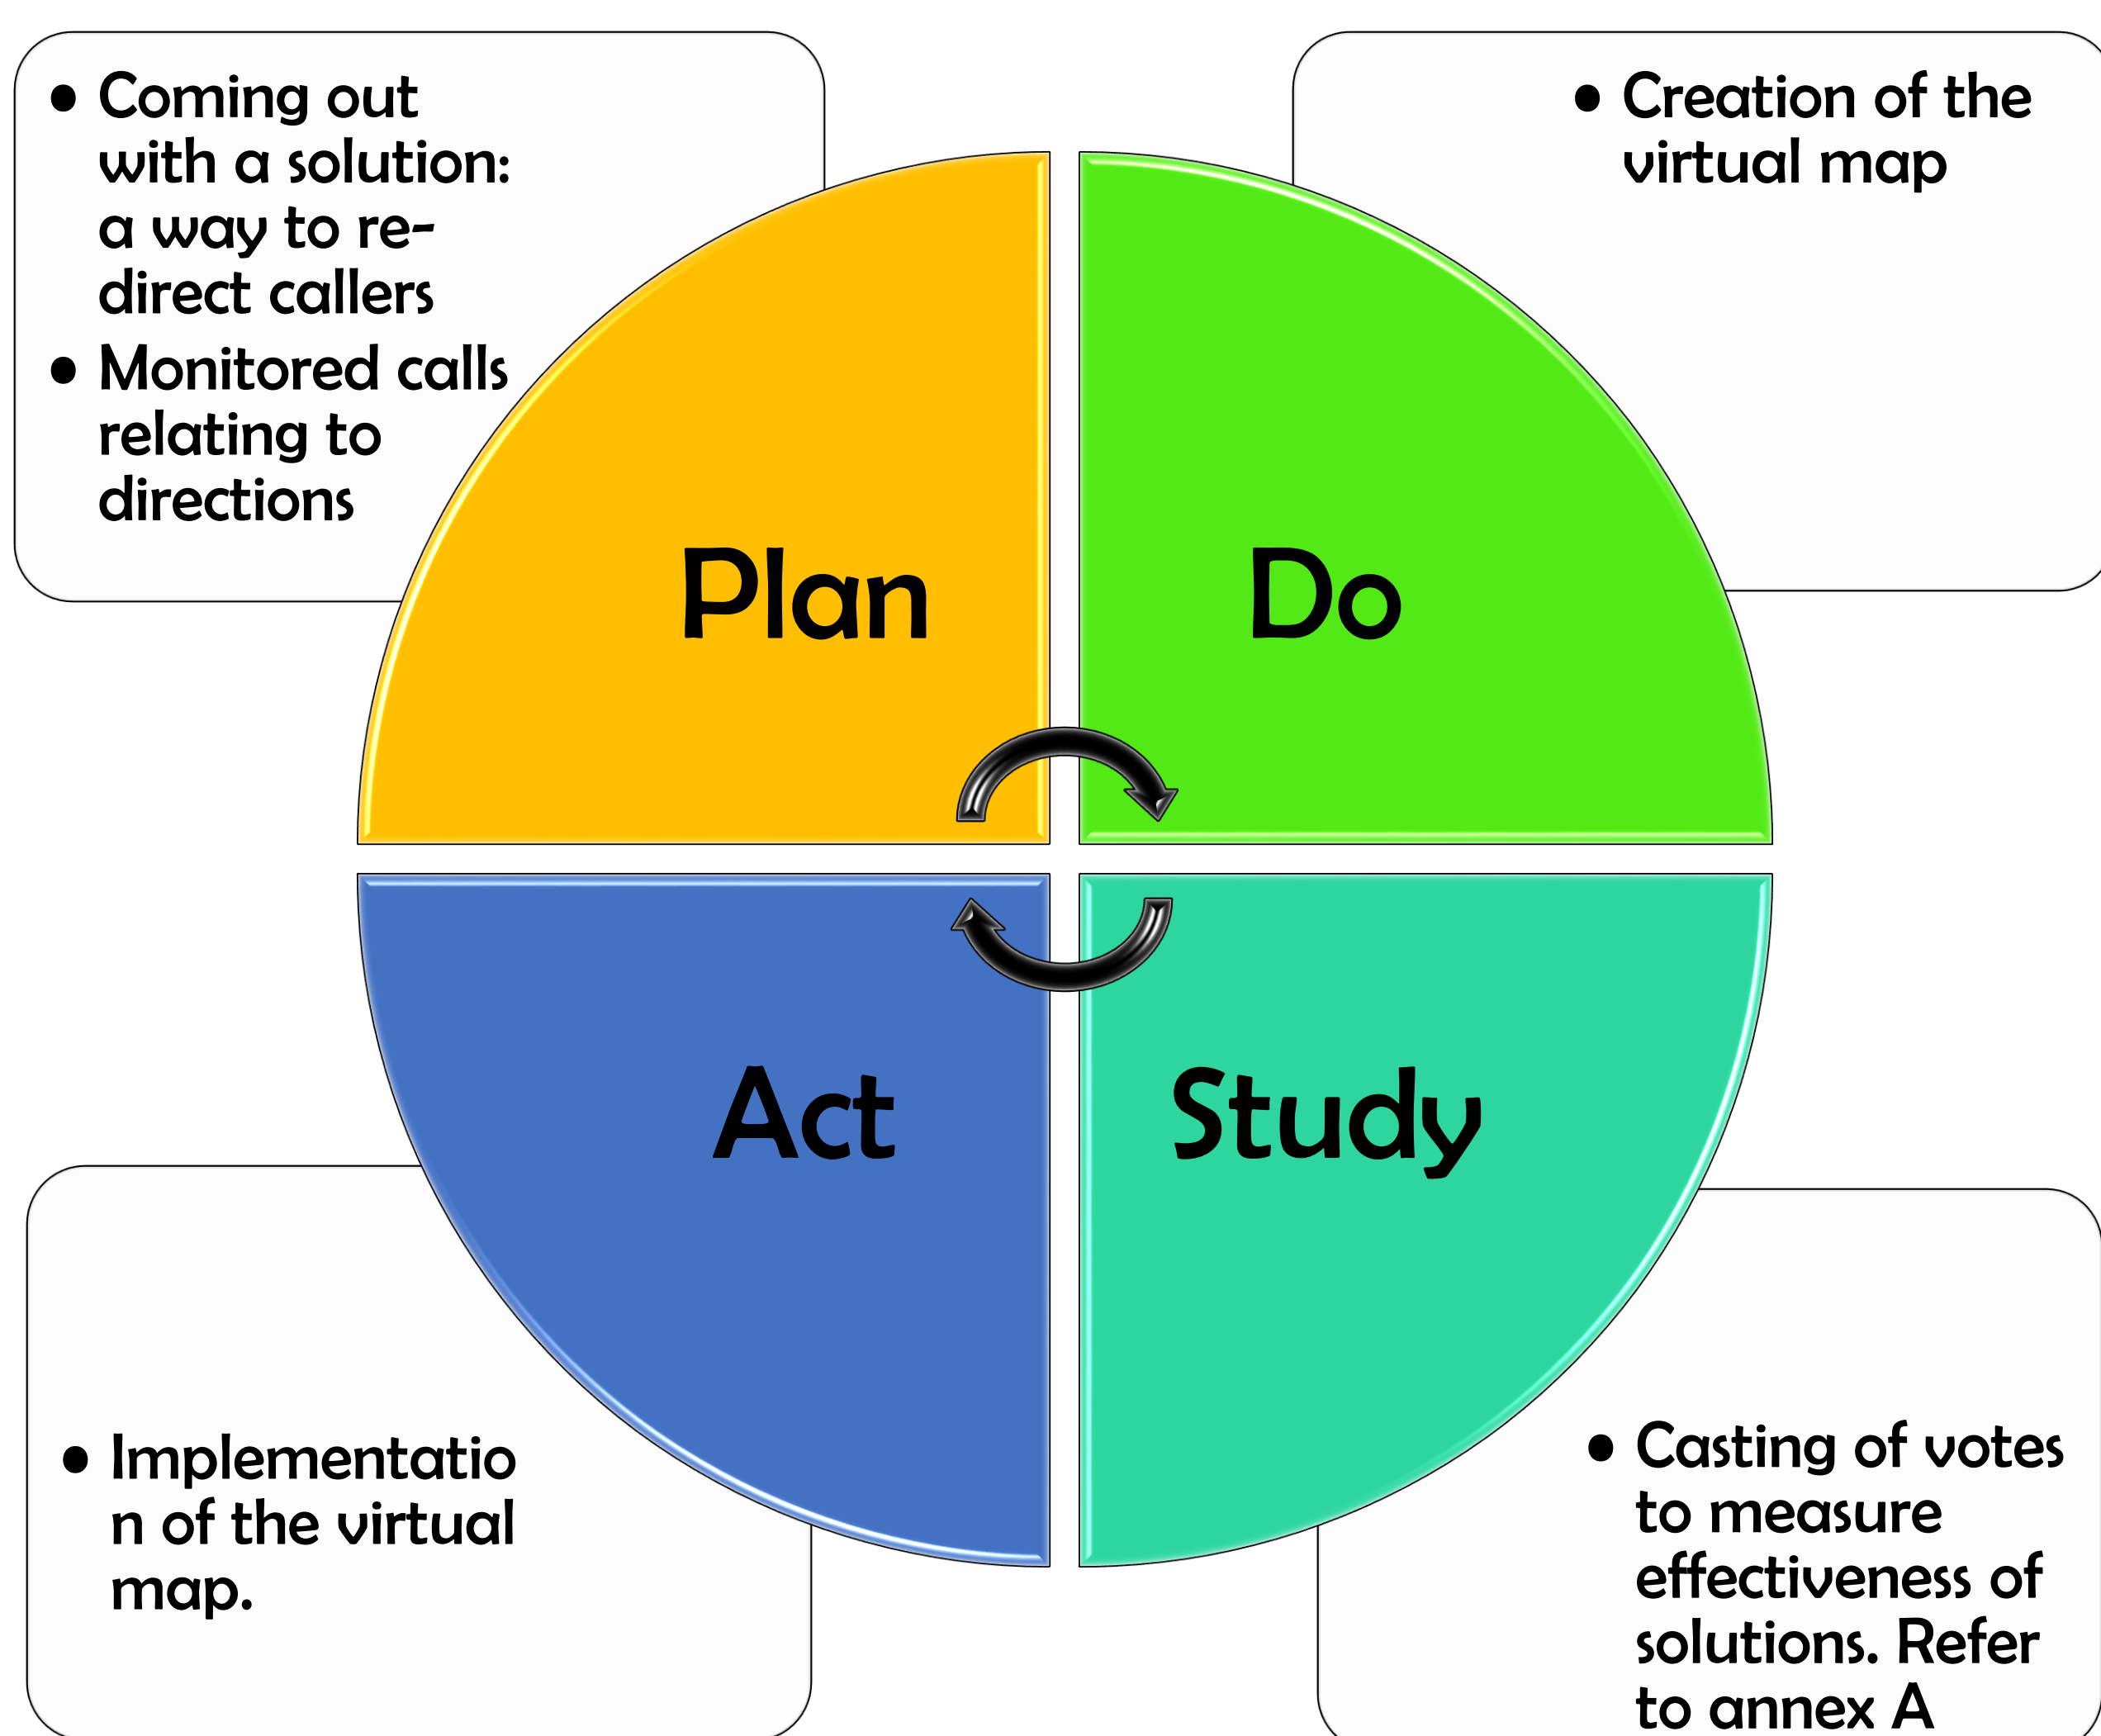 ● Coming out
with a solution:
a way to re-
direct callers
● Monitored calls
relating to
directions
● Creation of the
virtual map
Plan
Do
Act
Study
● Implementatio
n of the virtual
map.
● Casting of votes
to measure
effectiveness of
solutions. Refer
to annex A